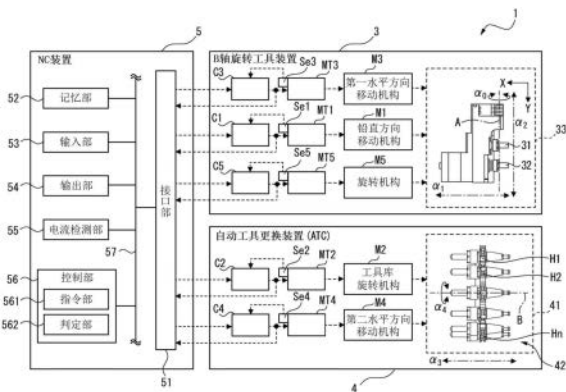 1
5
NC装置
52
记忆部
53
输入部
54
输出部
55
电流检测部
57
56
控制部
561
指令部
562
判定部
接口部
51
3
B轴旋转工具装置
C3
Se3
MT3
M3
第一水平方向
移动机构
C1
Se1
MT1
M1
铅直方向
移动机构
C5
Se5
MT5
M5
旋转机构
X
Y
α0
α2
A
31
32
33
α1
自动工具更换装置(ATC)
C2
Se2
MT2
M2
工具库
旋转机构
C4
Se4
MT4
M4
第二水平方向
移动机构
H1
H2
41
α4
B
Hn
42
α3
4